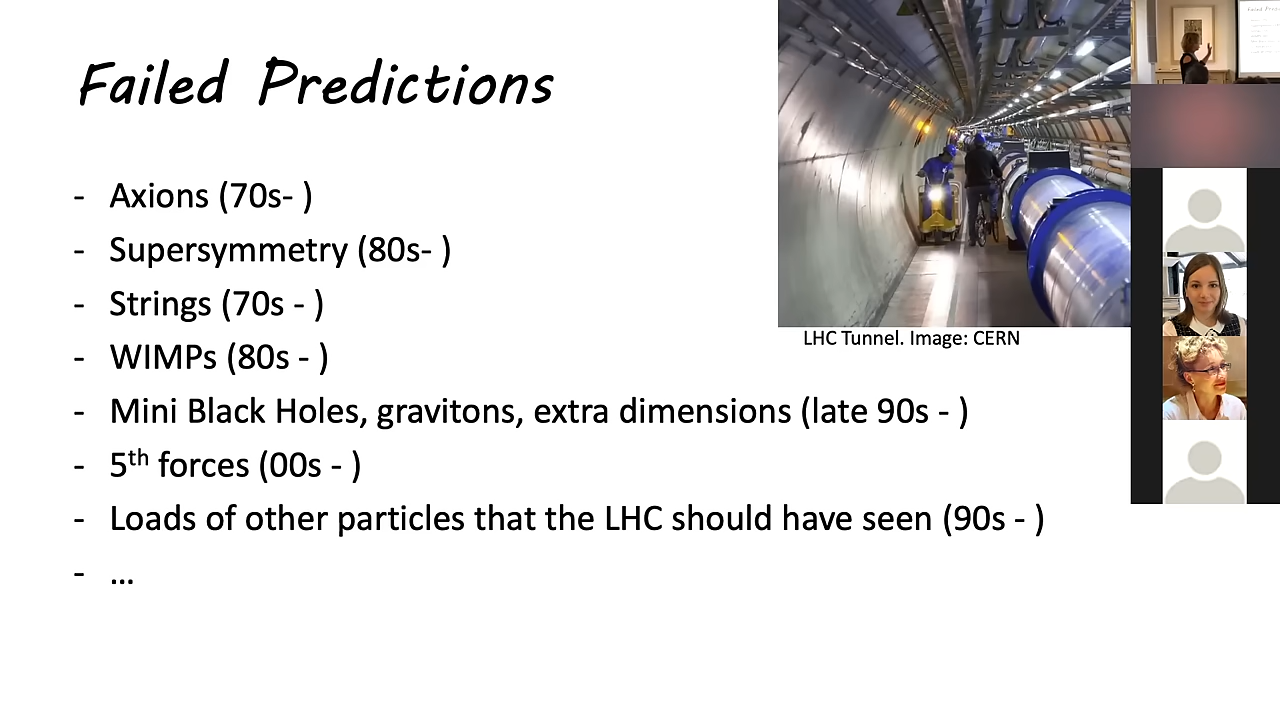 Failed Predictions
- Axions (70s- )
- Supersymmetry (80s- )
- Strings (70s - )
- WIMPs (80s - )
- Mini Black Holes, gravitons, extra dimensions (late 90s - )
- 5th forces (00s - )
- Loads of other particles that the LHC should have seen (90s - )
- …
LHC Tunnel. Image: CERN